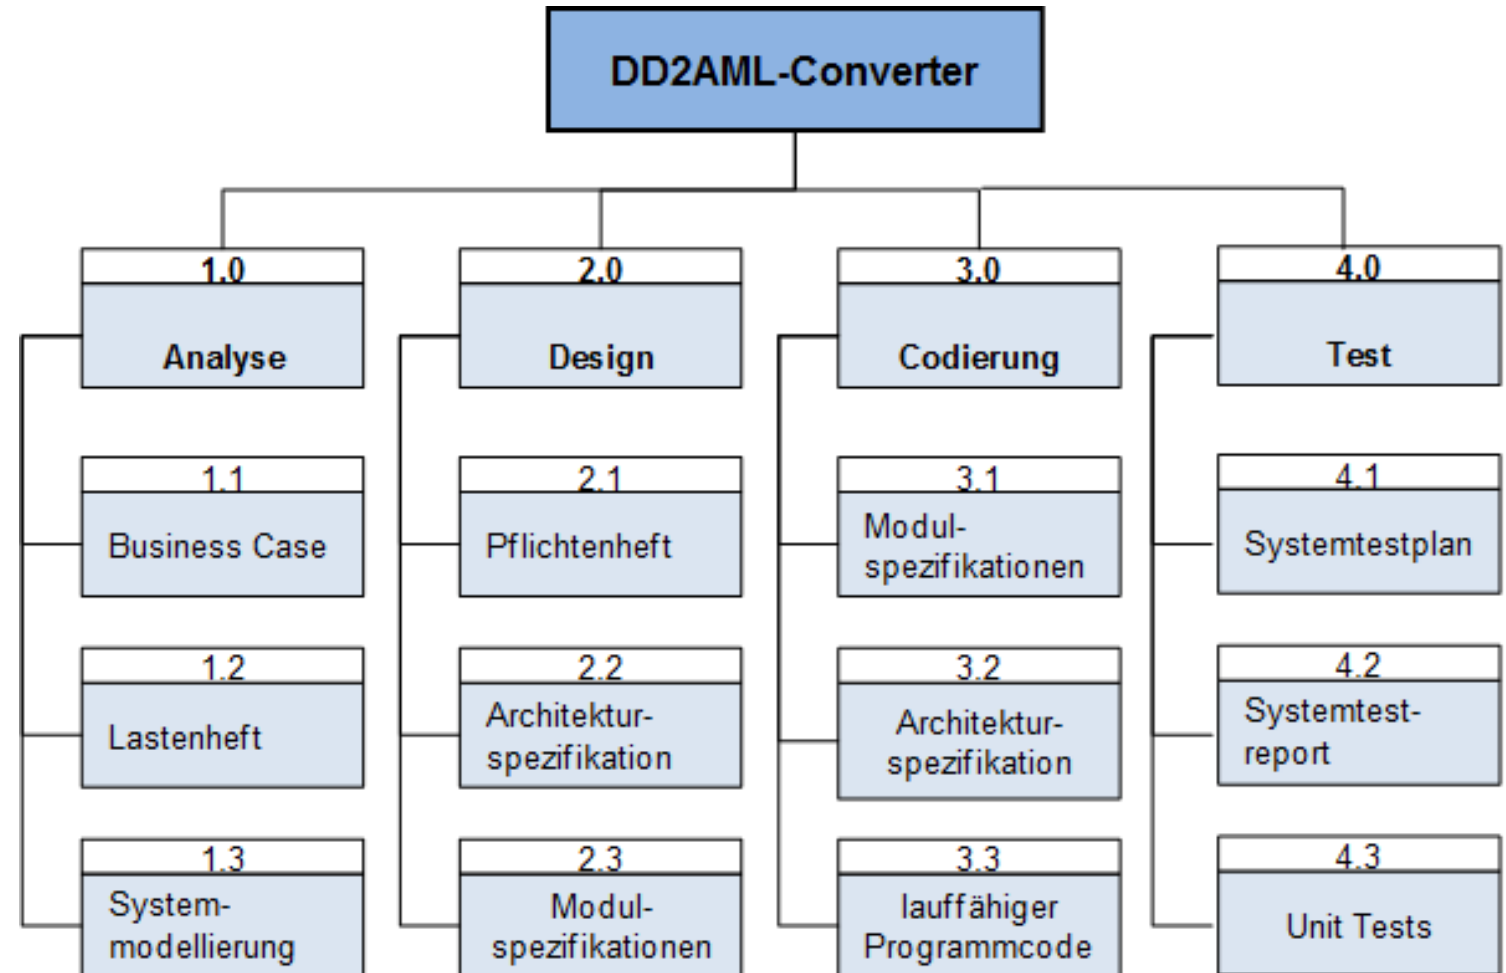 DD2AML-Converter
1.0
Analyse
2.0
Design
3.0
Codierung
4.0
Test
1.1
Business Case
2.1
Pflichtenheft
3.1
Modul-
spezifikationen
4.1
Systemtestplan
1.2
Lastenheft
2.2
Architektur-
spezifikation
3.2
Architektur-
spezifikation
4.2
Systemtest-
report
1.3
System-
modellierung
2.3
Modul-
spezifikationen
3.3
lauffähiger
Programmcode
4.3
Unit Tests